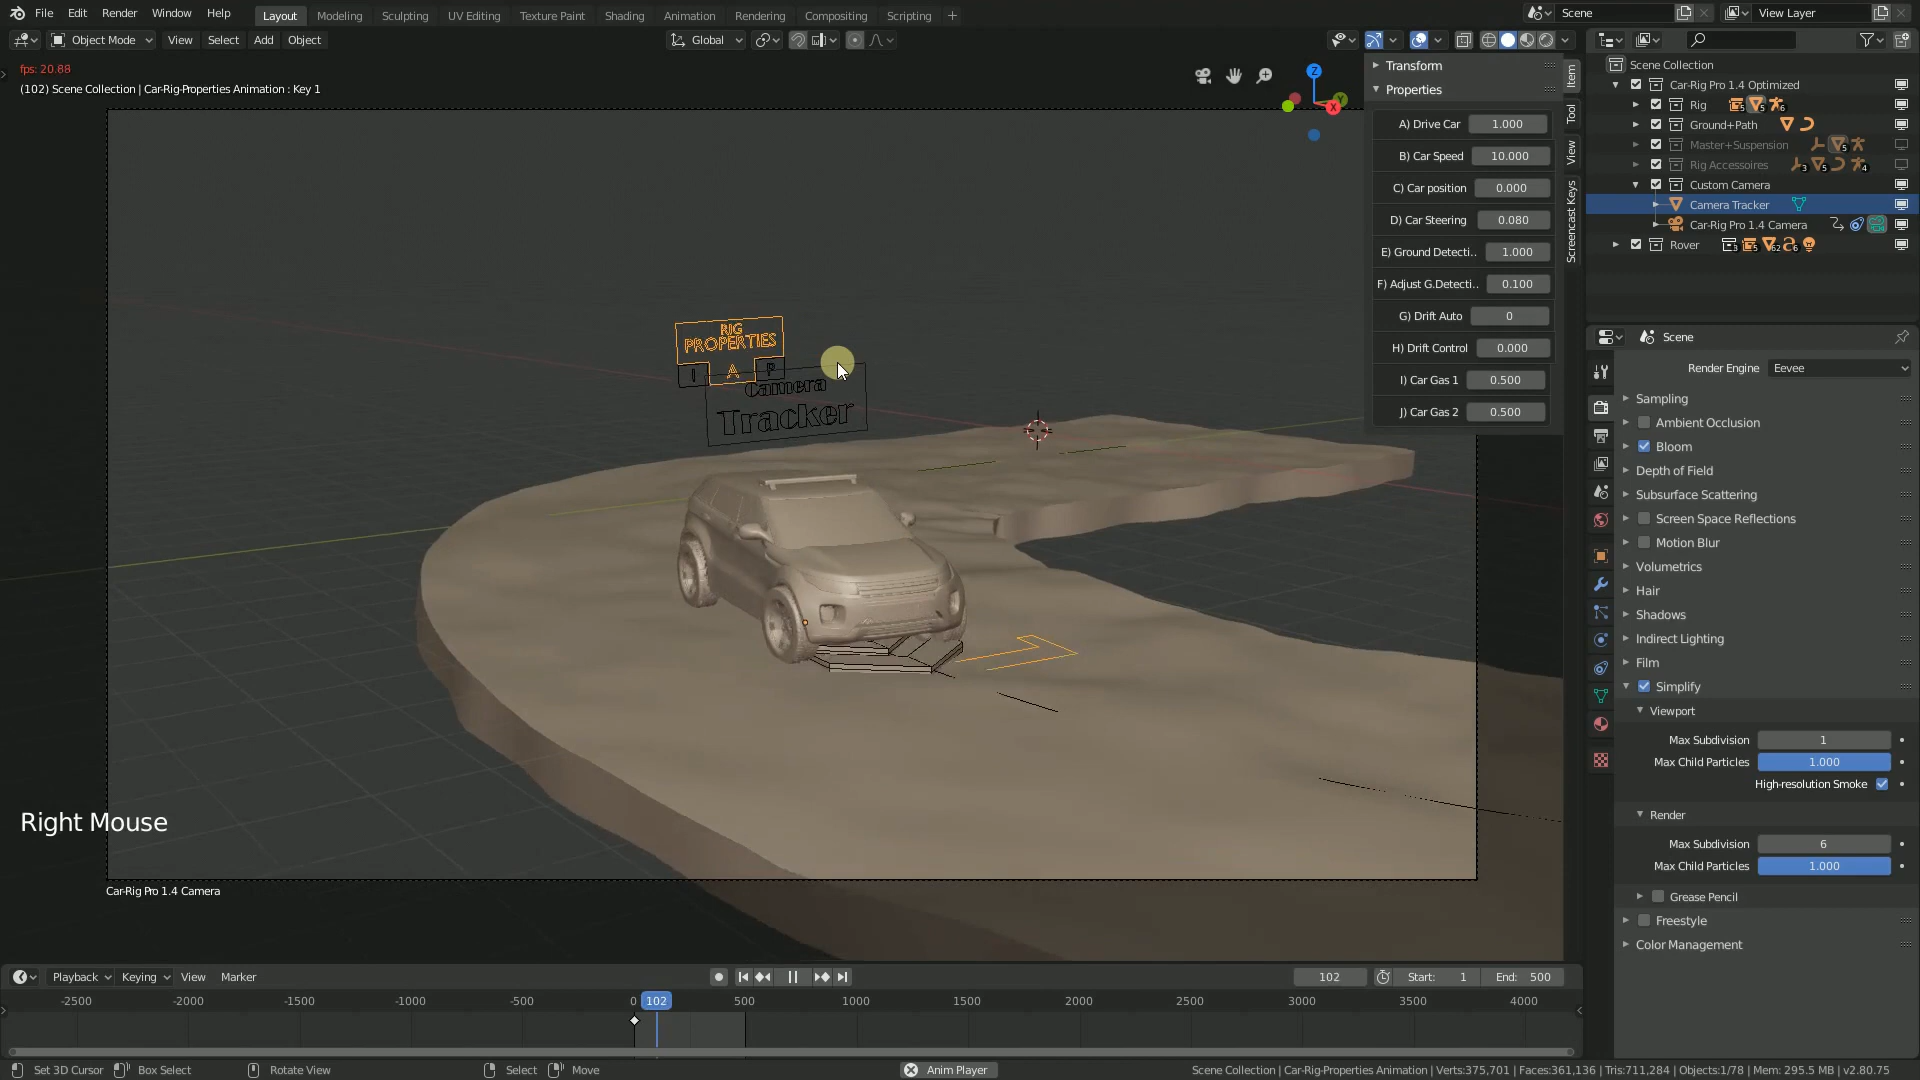 File Edit Render Window Help
Layout Modeling Sculpting UV Editing Texture Paint Shading Animation Rendering Compositing Scripting
Scene View Layer
Object Mode View Select Add Object
Global
fps: 20.88
(102) Scene Collection | Car-Rig-Properties Animation : Key 1
Transform
Properties
A) Drive Car 1.000
B) Car Speed 10.000
C) Car position 0.000
D) Car Steering 0.080
E) Ground Detecti.. 1.000
F) Adjust G.Detecti.. 0.100
G) Drift Auto 0
H) Drift Control 0.000
I) Car Gas 1 0.500
J) Car Gas 2 0.500
Item
Tool
View
Screencast Keys
Z
Y
X
RIG
PROPERTIES
I A P
Camera
Tracker
Right Mouse
Car-Rig Pro 1.4 Camera
Scene Collection
Car-Rig Pro 1.4 Optimized
Rig 5 5 6
Ground+Path
Master+Suspension 5
Rig Accessoires 3 5 4
Custom Camera
Camera Tracker
Car-Rig Pro 1.4 Camera
Rover 3 5 62 6
Scene
Render Engine Eevee
Sampling
Ambient Occlusion
Bloom
Depth of Field
Subsurface Scattering
Screen Space Reflections
Motion Blur
Volumetrics
Hair
Shadows
Indirect Lighting
Film
Simplify
Viewport
Max Subdivision 1
Max Child Particles 1.000
High-resolution Smoke
Render
Max Subdivision 6
Max Child Particles 1.000
Grease Pencil
Freestyle
Color Management
Playback Keying View Marker
102 Start: 1 End: 500
-2500 -2000 -1500 -1000 -500 0 102 500 1000 1500 2000 2500 3000 3500 4000
Set 3D Cursor Box Select Rotate View Select Move Anim Player
Scene Collection | Car-Rig-Properties Animation | Verts:375,701 | Faces:361,136 | Tris:711,284 | Objects:1/78 | Mem: 295.5 MB | v2.80.75